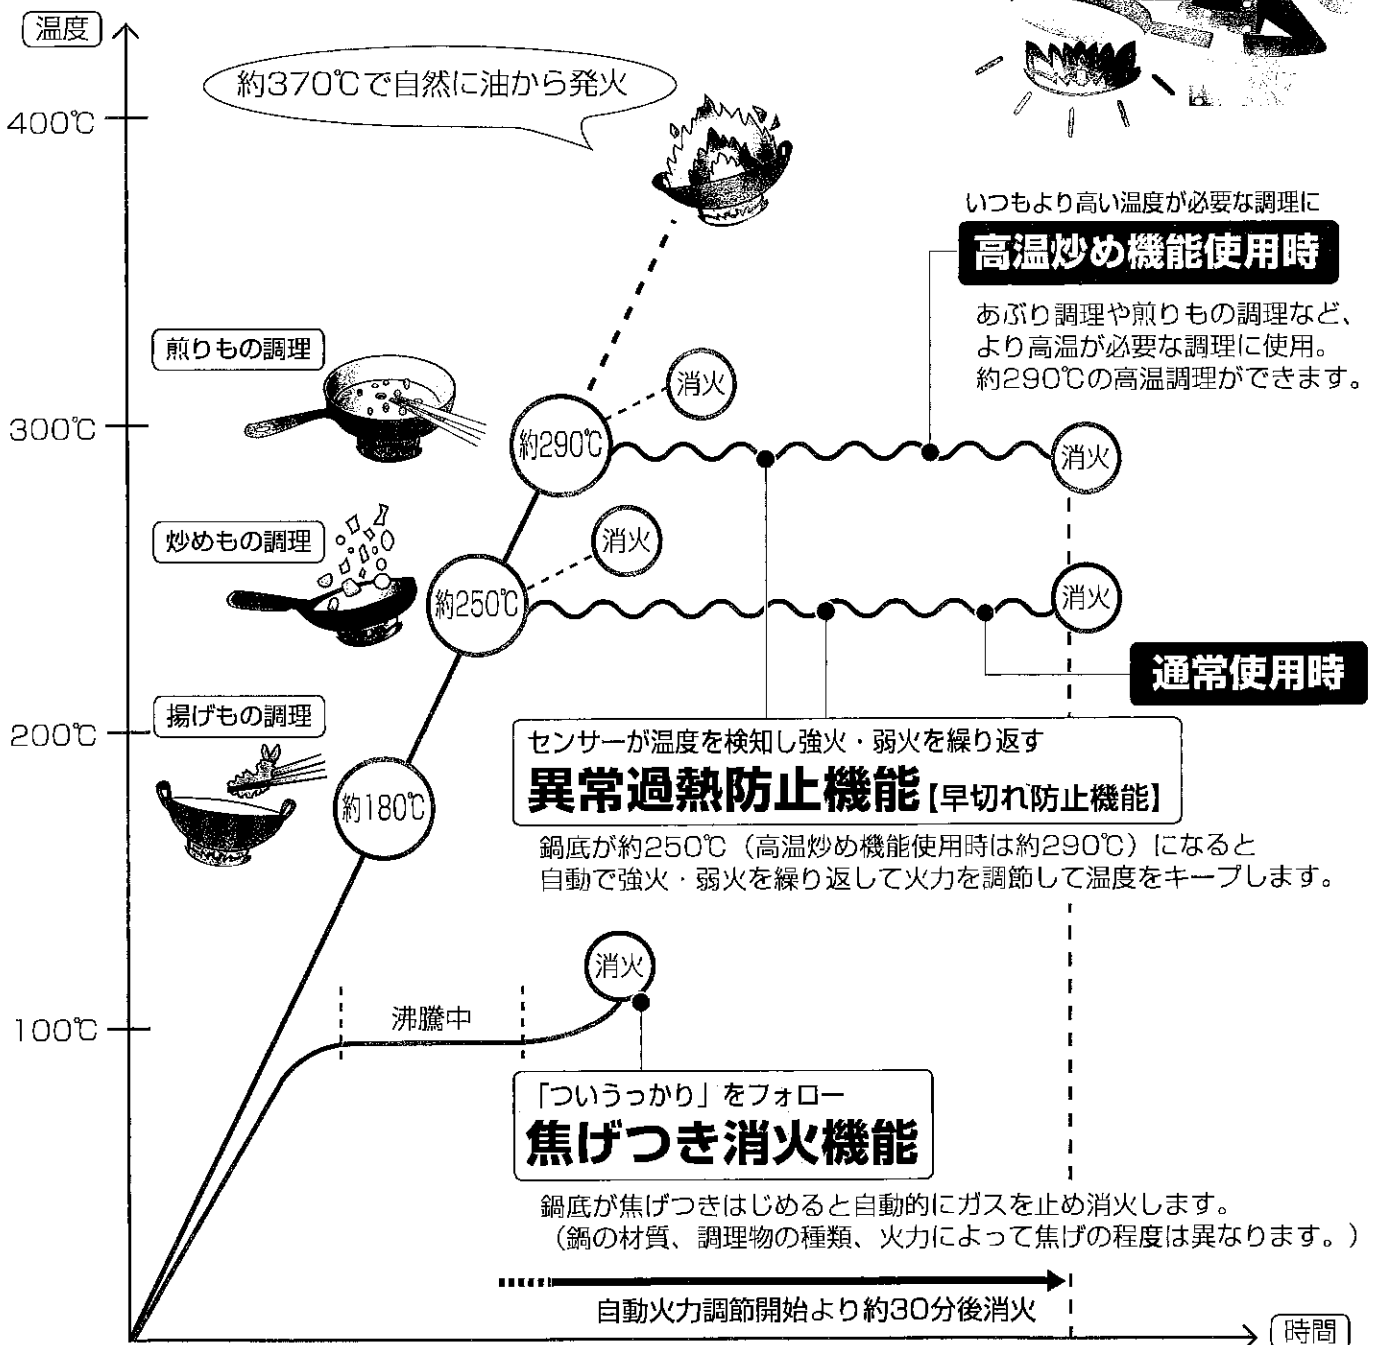 温度
約370℃で自然に油から発火
400℃
いつもより高い温度が必要な調理に
高温炒め機能使用時
あぶり調理や煎りもの調理など、
より高温が必要な調理に使用。
約290℃の高温調理ができます。
煎りもの調理
消火
300℃
約290℃
消火
炒めもの調理
消火
約250℃
消火
通常使用時
揚げもの調理
200℃
約180℃
センサーが温度を検知し強火・弱火を繰り返す
異常過熱防止機能【早切れ防止機能】
鍋底が約250℃（高温炒め機能使用時は約290℃）になると
自動で強火・弱火を繰り返して火力を調節して温度をキープします。
消火
沸騰中
100℃
「ついうっかり」をフォロー
焦げつき消火機能
鍋底が焦げつきはじめると自動的にガスを止め消火します。
（鍋の材質、調理物の種類、火力によって焦げの程度は異なります。）
自動火力調節開始より約30分後消火
時間